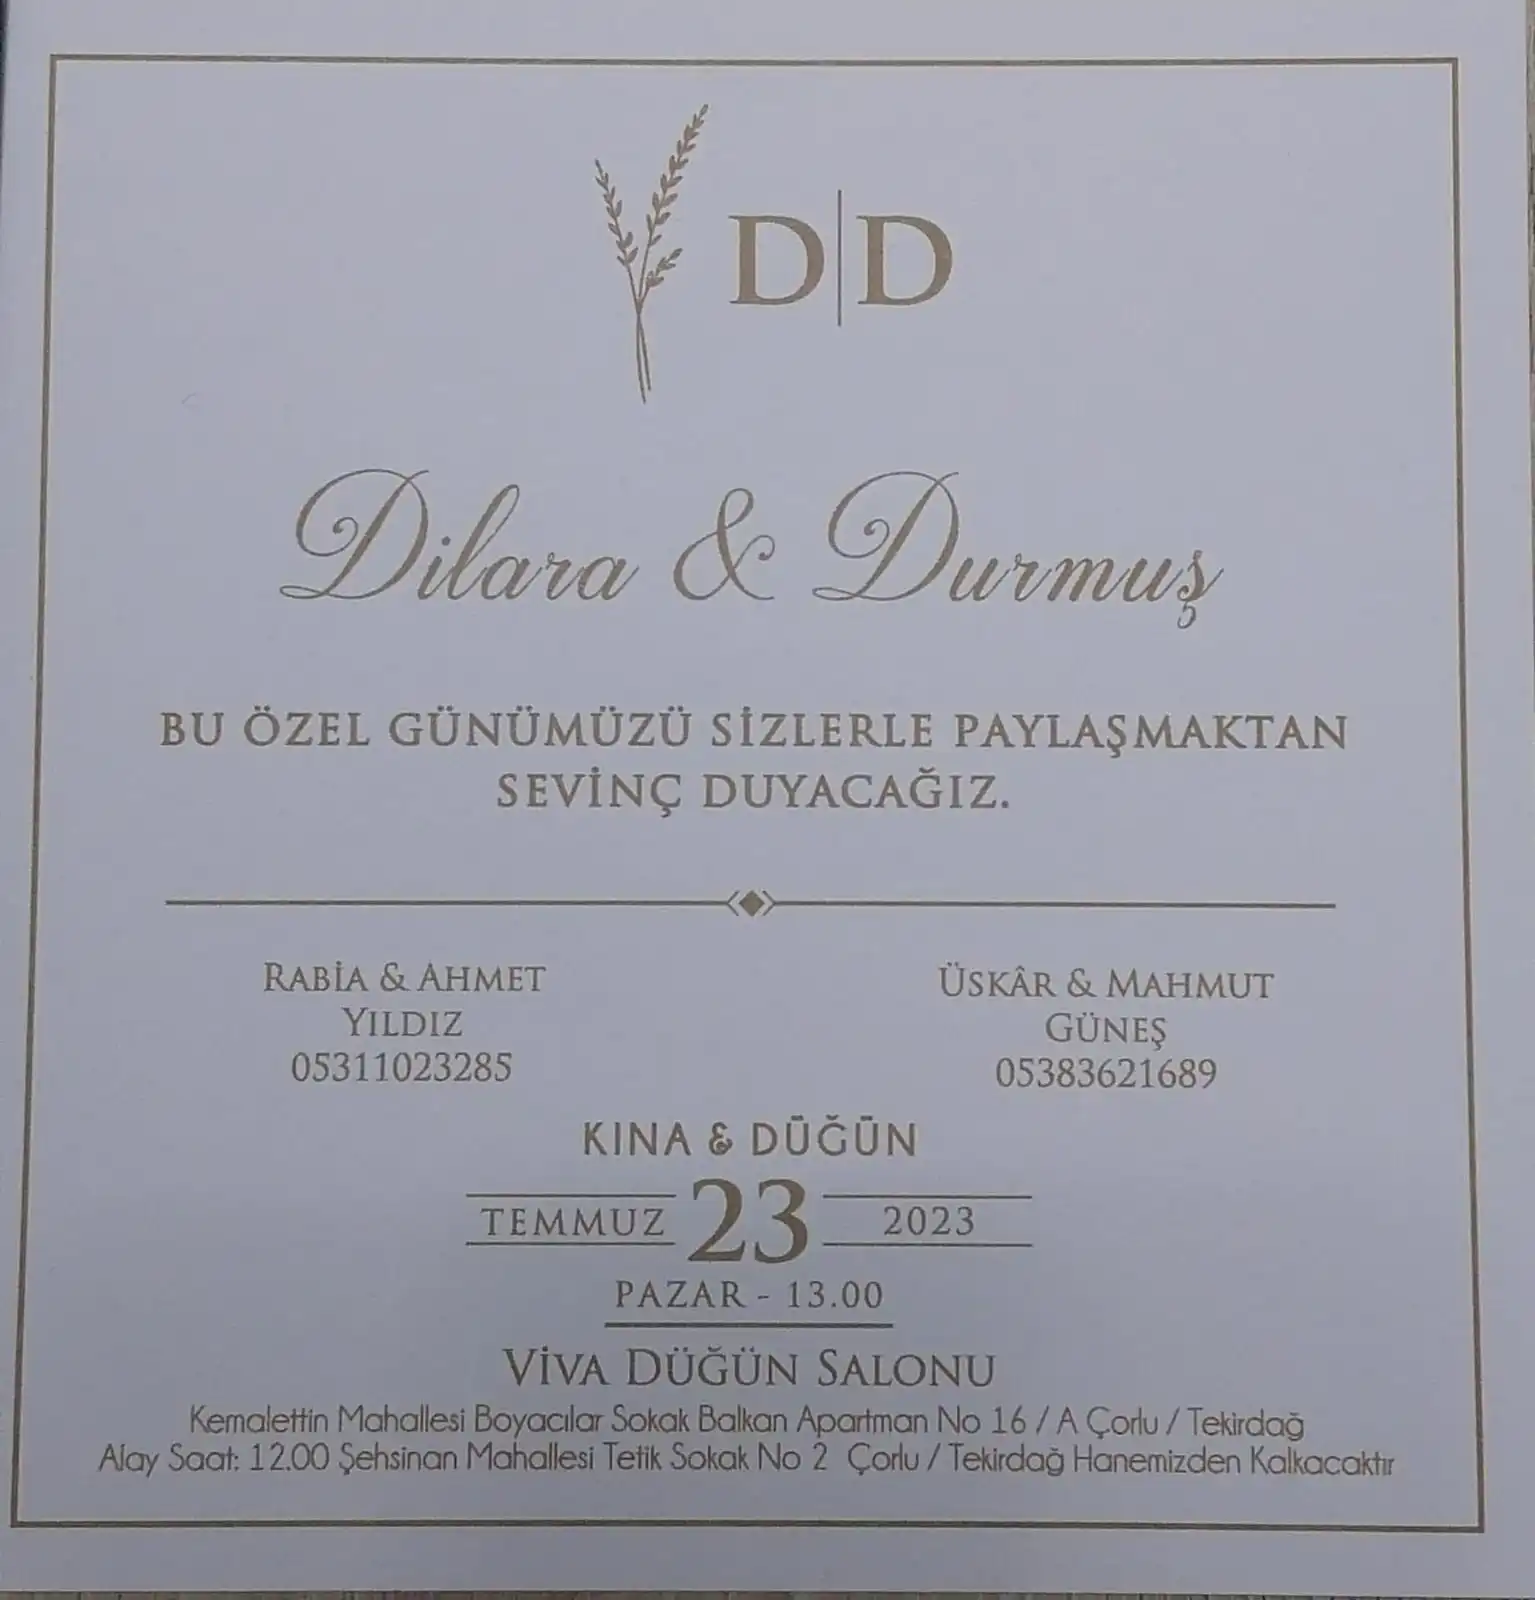 D|D
Dilara & Durmuş
BU ÖZEL GÜNÜMÜZÜ SİZLERLE PAYLAŞMAKTAN
SEVİNÇ DUYACAĞIZ.
RABİA & AHMET
YILDIZ
05311023285
ÜSKÂR & MAHMUT
GÜNEŞ
05383621689
KINA & DÜĞÜN
TEMMUZ 23 2023
PAZAR - 13.00
VİVA DÜĞÜN SALONU
Kemalettin Mahallesi Boyacılar Sokak Balkan Apartman No 16 / A Çorlu / Tekirdağ
Alay Saat: 12.00 Şehsinan Mahallesi Tetik Sokak No 2 Çorlu / Tekirdağ Hanemizden Kalkacaktır